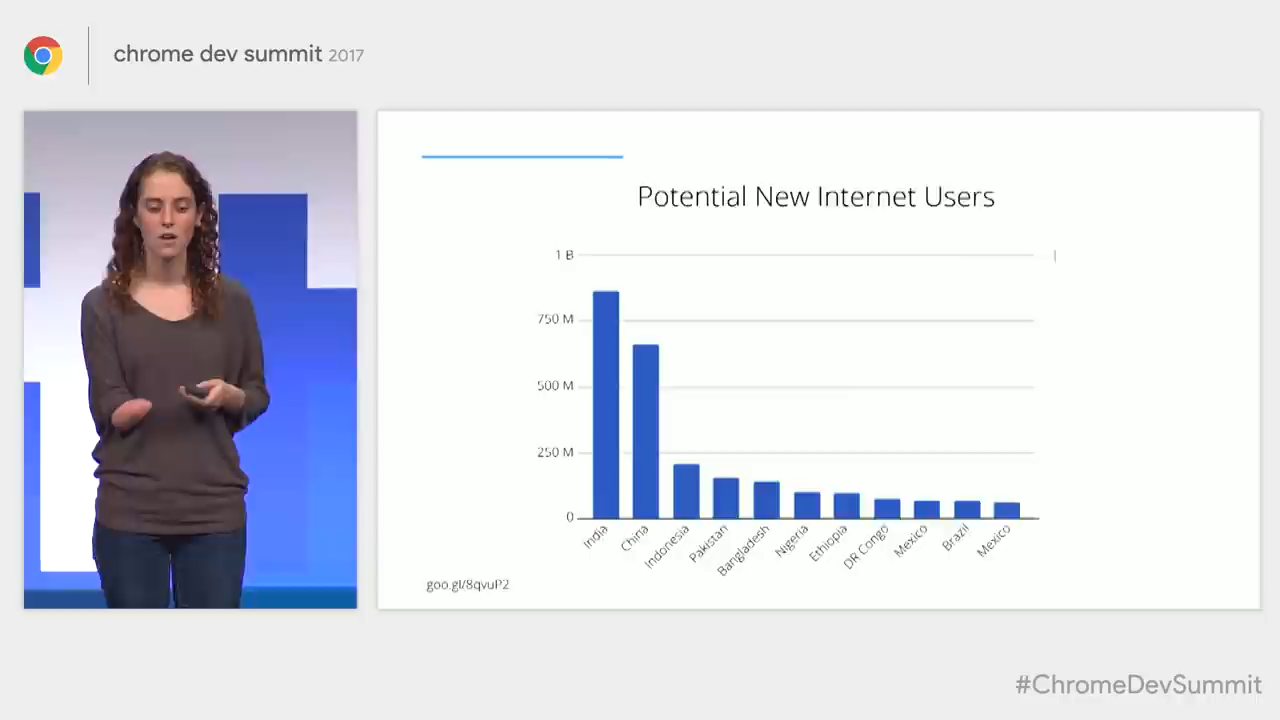 chrome dev summit 2017
Potential New Internet Users
1 B
750 M
500 M
250 M
0
India
China
Indonesia
Pakistan
Bangladesh
Nigeria
Ethiopia
DR Congo
Mexico
Brazil
Mexico
goo.gl/8qvuP2
#ChromeDevSummit